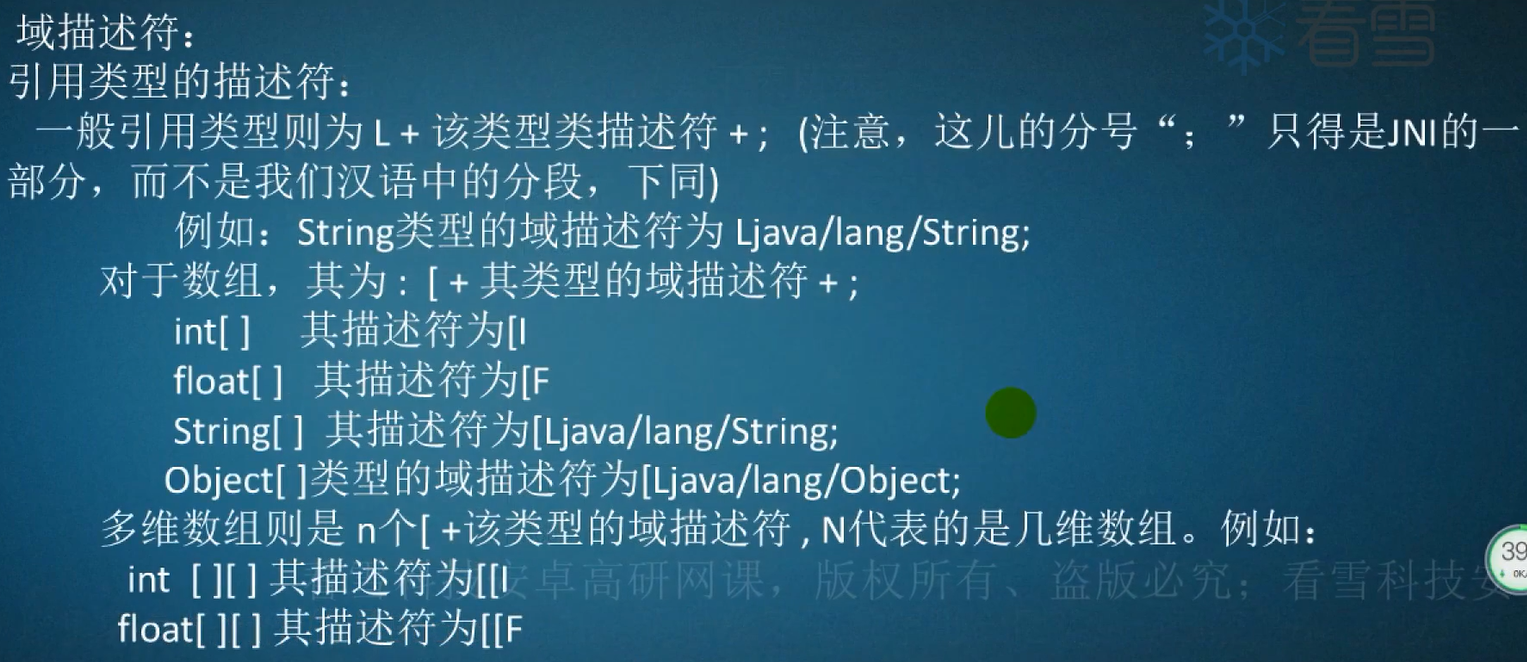 看雪
域描述符：
引用类型的描述符：
一般引用类型则为 L + 该类型类描述符 + ; (注意，这儿的分号“；”只得是JNI的一
部分，而不是我们汉语中的分段，下同)
例如：String类型的域描述符为 Ljava/lang/String;
对于数组，其为 : [ + 其类型的域描述符 + ;
int[ ] 其描述符为[I
float[ ] 其描述符为[F
String[ ] 其描述符为[Ljava/lang/String;
Object[ ]类型的域描述符为[Ljava/lang/Object;
多维数组则是 n个[ +该类型的域描述符 , N代表的是几维数组。例如：
int [ ][ ] 其描述符为[[I
安卓高研网课，版权所有、盗版必究；看雪科技安
float[ ][ ] 其描述符为[[F
39